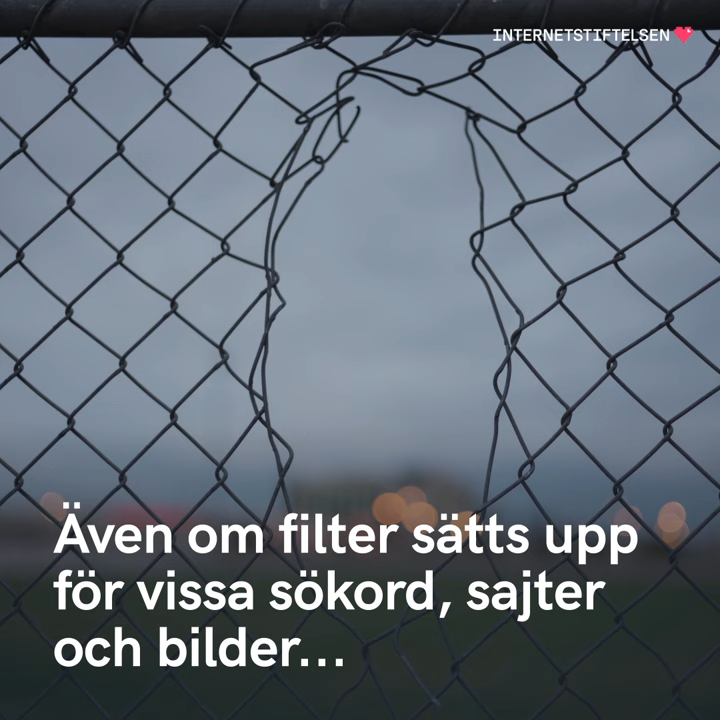 INTERNETSTIFTELSEN
Även om filter sätts upp
för vissa sökord, sajter
och bilder...